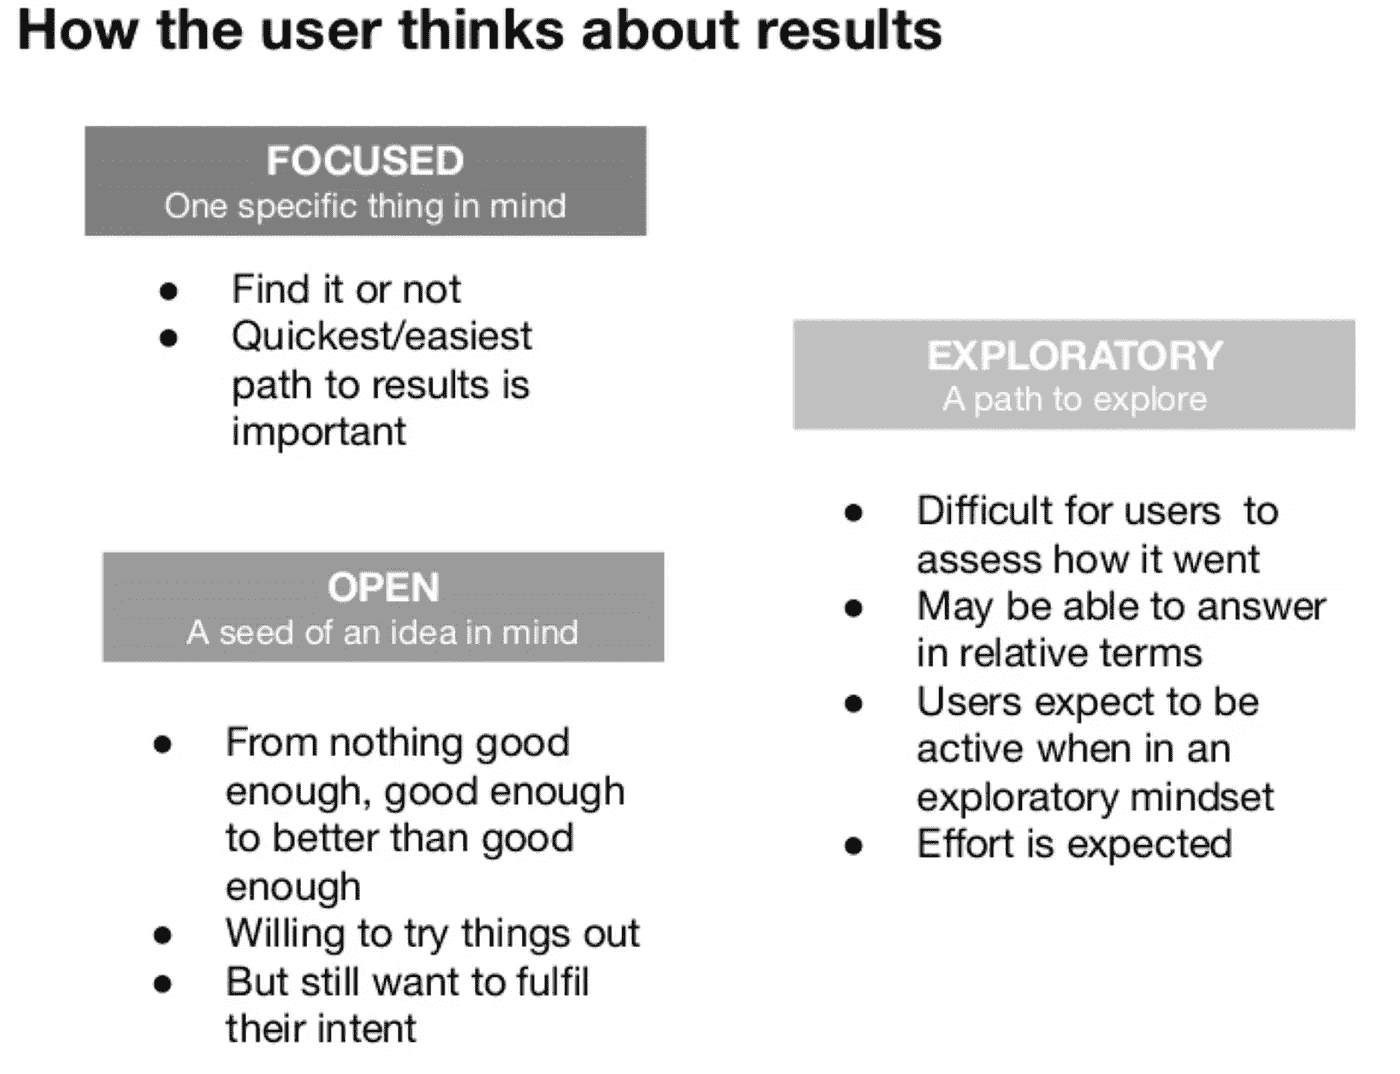 How the user thinks about results
FOCUSED
One specific thing in mind
● Find it or not
● Quickest/easiest
path to results is
important
OPEN
A seed of an idea in mind
● From nothing good
enough, good enough
to better than good
enough
● Willing to try things out
● But still want to fulfil
their intent
EXPLORATORY
A path to explore
● Difficult for users to
assess how it went
● May be able to answer
in relative terms
● Users expect to be
active when in an
exploratory mindset
● Effort is expected